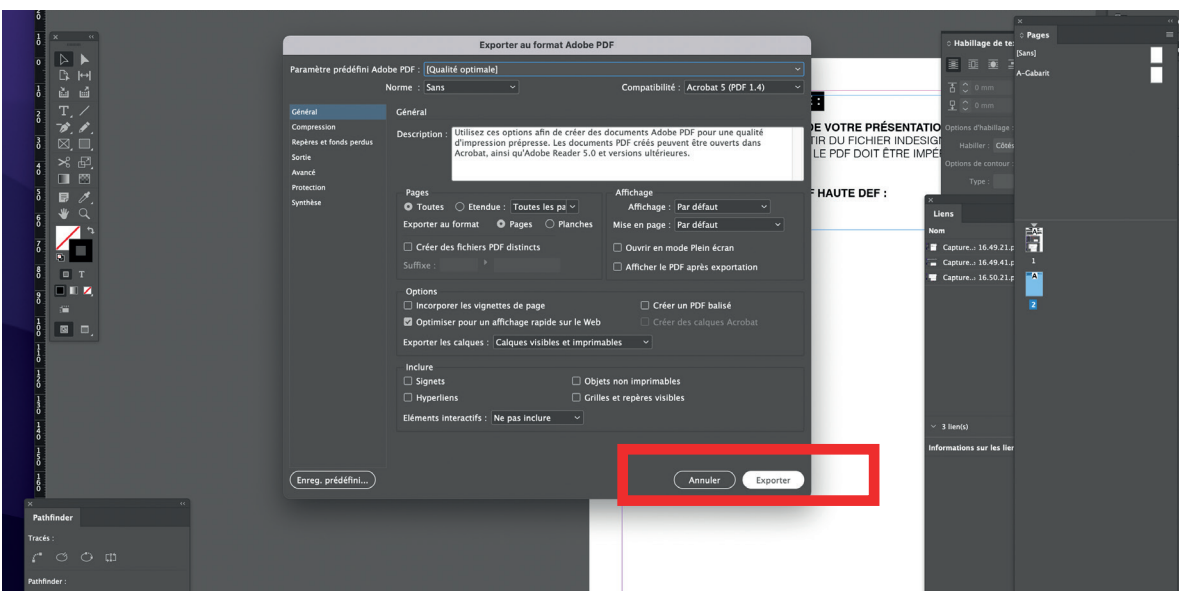 Exporter au format Adobe PDF
Paramètre prédéfini Adobe PDF : [Qualité optimale]
Norme : Sans
Compatibilité : Acrobat 5 (PDF 1.4)
Général
Compression
Repères et fonds perdus
Sortie
Avancé
Protection
Synthèse
Général
Description :
Utilisez ces options afin de créer des documents Adobe PDF pour une qualité
d'impression prépresse. Les documents PDF créés peuvent être ouverts dans
Acrobat, ainsi qu'Adobe Reader 5.0 et versions ultérieures.
Pages
Toutes
Etendue : Toutes les pa
Exporter au format
Pages
Planches
Créer des fichiers PDF distincts
Suffixe :
Affichage
Affichage : Par défaut
Mise en page : Par défaut
Ouvrir en mode Plein écran
Afficher le PDF après exportation
Options
Incorporer les vignettes de page
Créer un PDF balisé
Optimiser pour un affichage rapide sur le Web
Créer des calques Acrobat
Exporter les calques : Calques visibles et imprimables
Inclure
Signets
Objets non imprimables
Hyperliens
Grilles et repères visibles
Eléments interactifs : Ne pas inclure
Enreg. prédéfini...
Annuler
Exporter
DE VOTRE PRÉSENTATIO
TIR DU FICHIER INDESIG
LE PDF DOIT ÊTRE IMPÉ
F HAUTE DEF :
Habillage de te
0 mm
0 mm
Options d'habillage :
Habiller : Côtés
Options de contour :
Type :
Liens
Nom
Capture...: 16.49.21.p
Capture...: 16.49.41.p
Capture...: 16.50.21.p
3 lien(s)
Informations sur les lier
Pages
[Sans]
A-Gabarit
1
A
2
Pathfinder
Tracés :
Pathfinder :